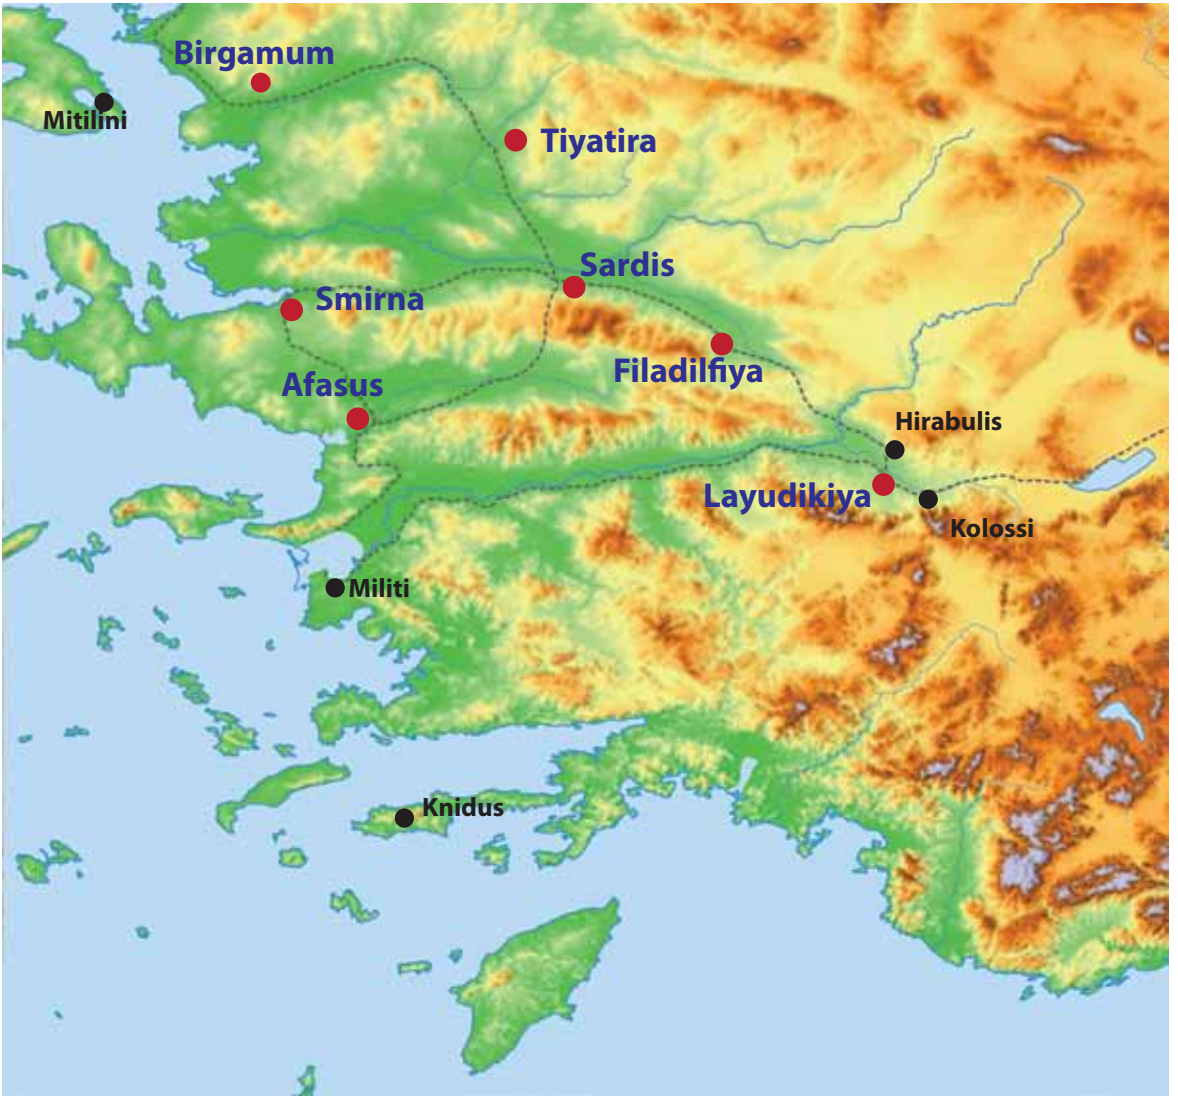 Birgamum
Mitilini
Tiyatira
Sardis
Smirna
Filadilfiya
Afasus
Hirabulis
Layudikiya
Kolossi
Militi
Knidus